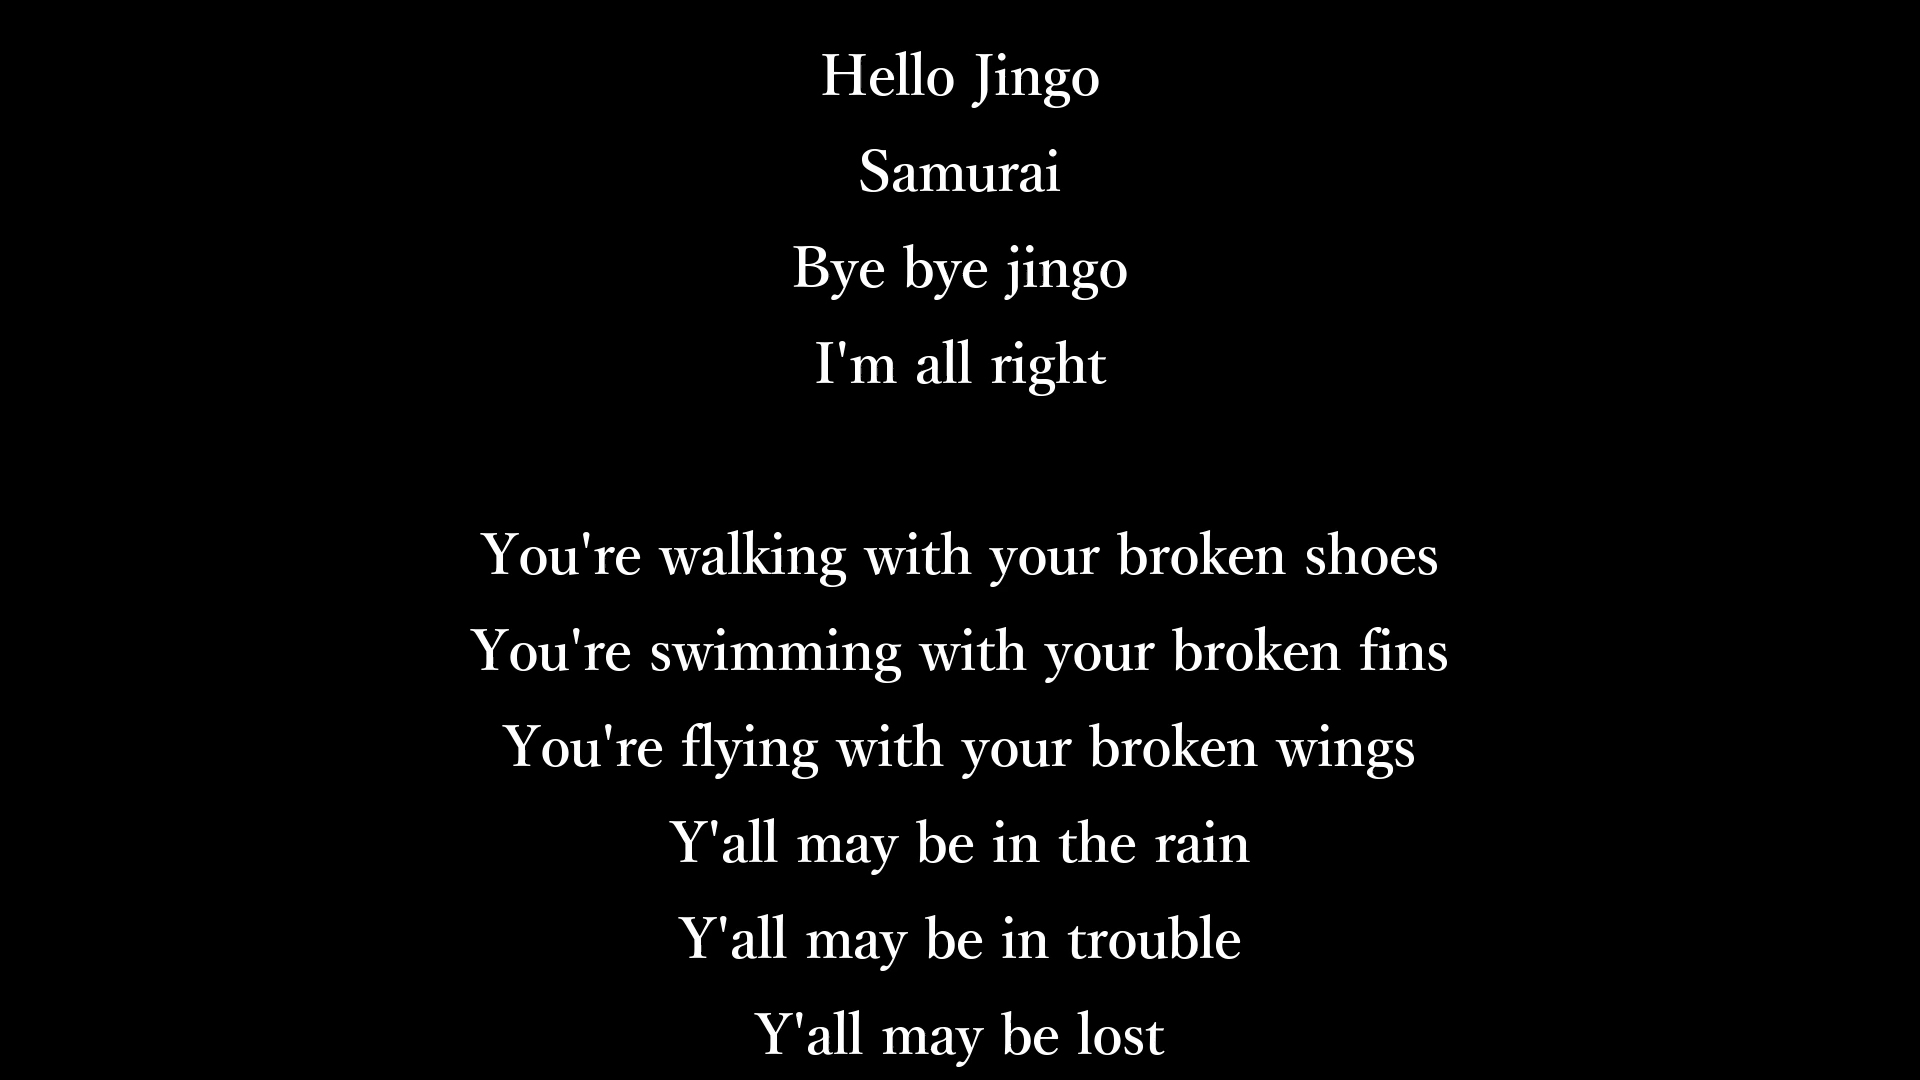 Hello Jingo
Samurai
Bye bye jingo
I'm all right
You're walking with your broken shoes
You're swimming with your broken fins
You're flying with your broken wings
Y'all may be in the rain
Y'all may be in trouble
Y'all may be lost